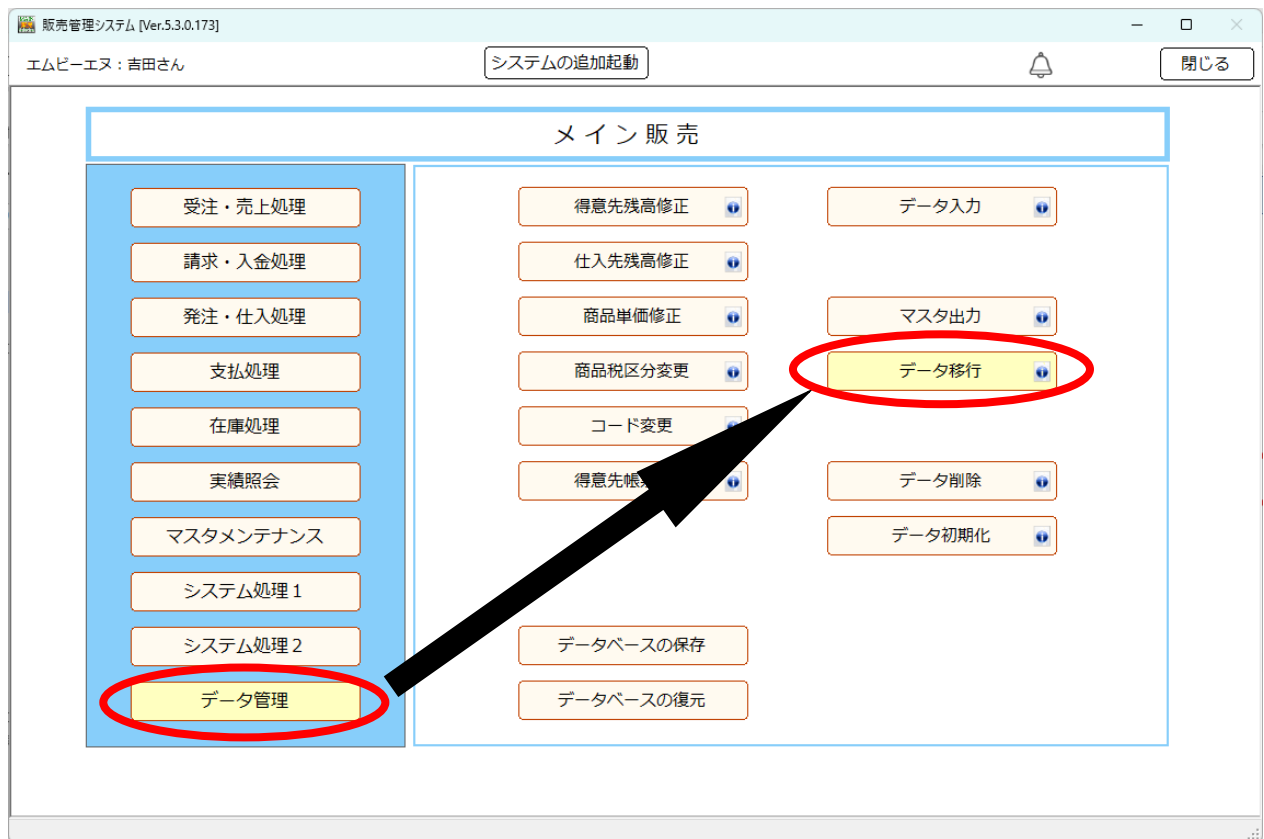 販売管理システム [Ver.5.3.0.173]
エムビーエヌ：吉田さん
システムの追加起動
閉じる
メイン販売
受注・売上処理
請求・入金処理
発注・仕入処理
支払処理
在庫処理
実績照会
マスタメンテナンス
システム処理１
システム処理２
データ管理
得意先残高修正
仕入先残高修正
商品単価修正
商品税区分変更
コード変更
得意先帳
データベースの保存
データベースの復元
データ入力
マスタ出力
データ移行
データ削除
データ初期化